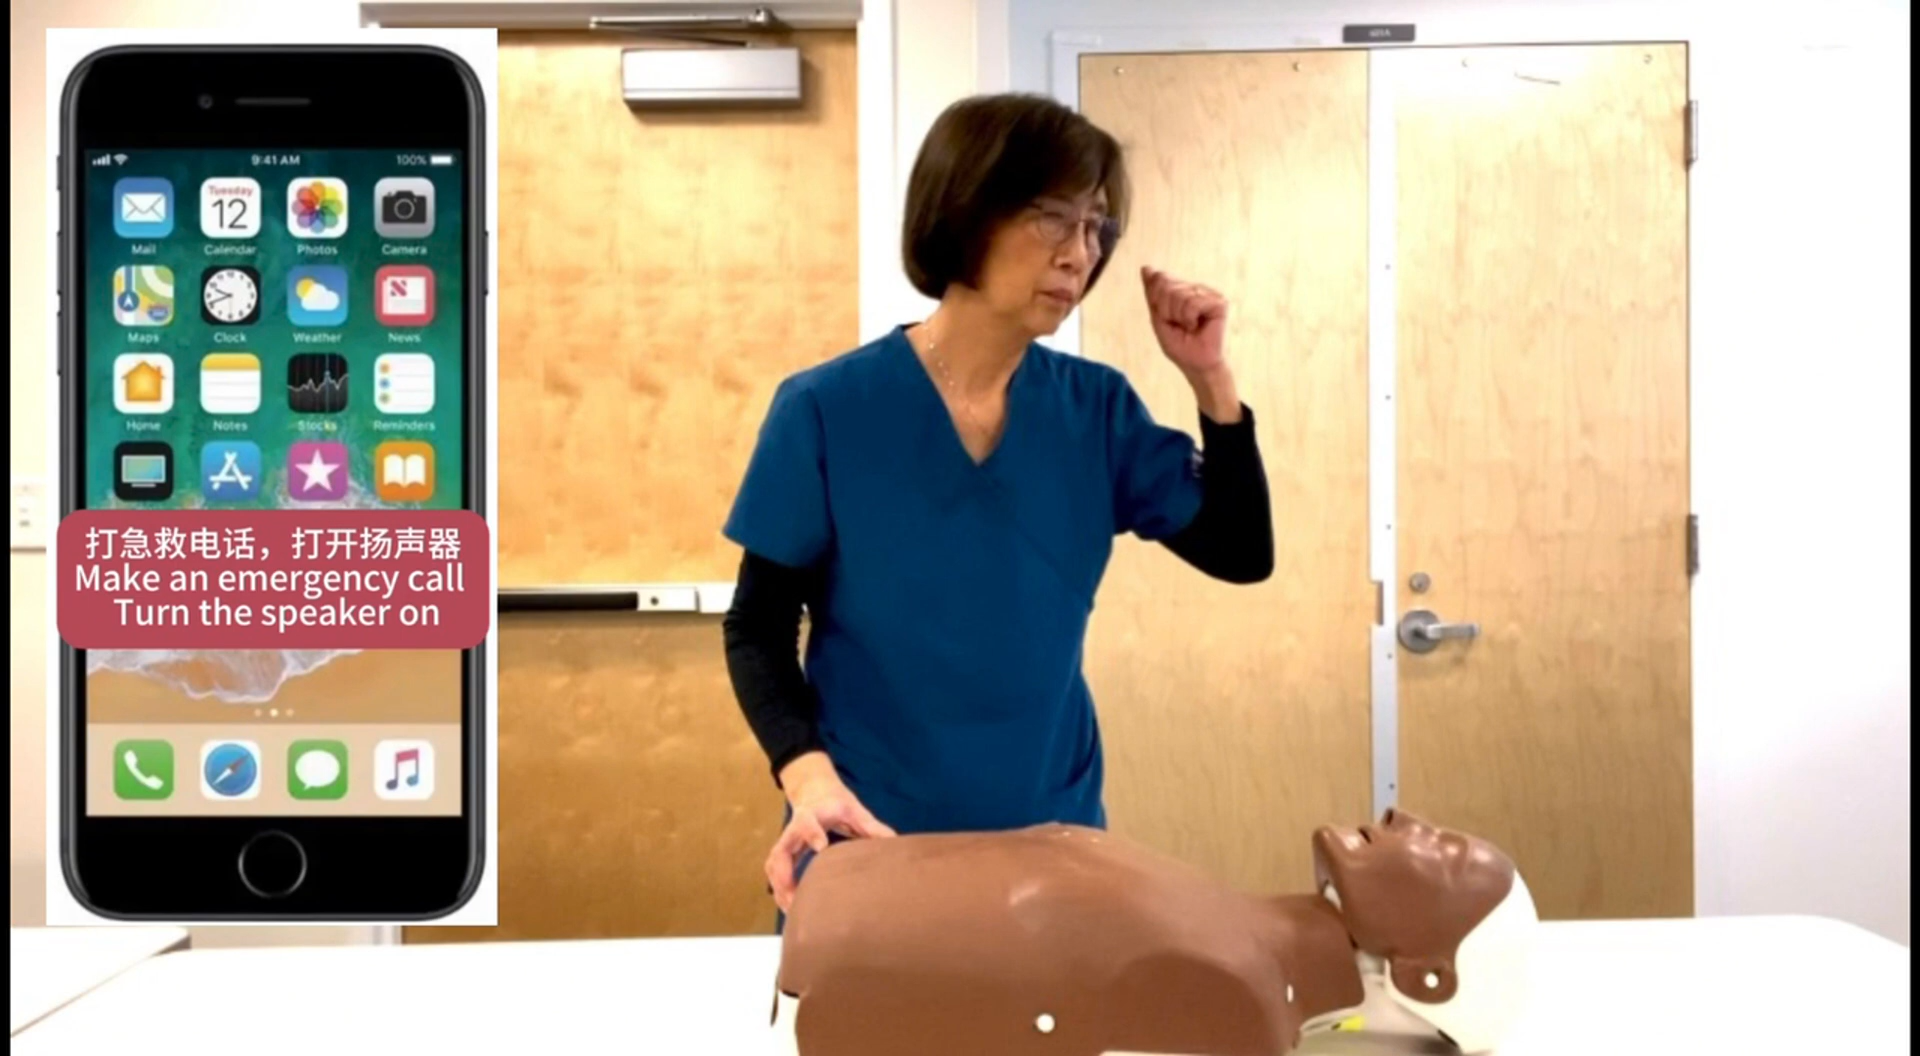 9:41 AM
100%
Tuesday
12
Mail
Calendar
Photos
Camera
Maps
Clock
Weather
News
Home
Notes
Stocks
Reminders
打急救电话，打开扬声器
Make an emergency call
Turn the speaker on